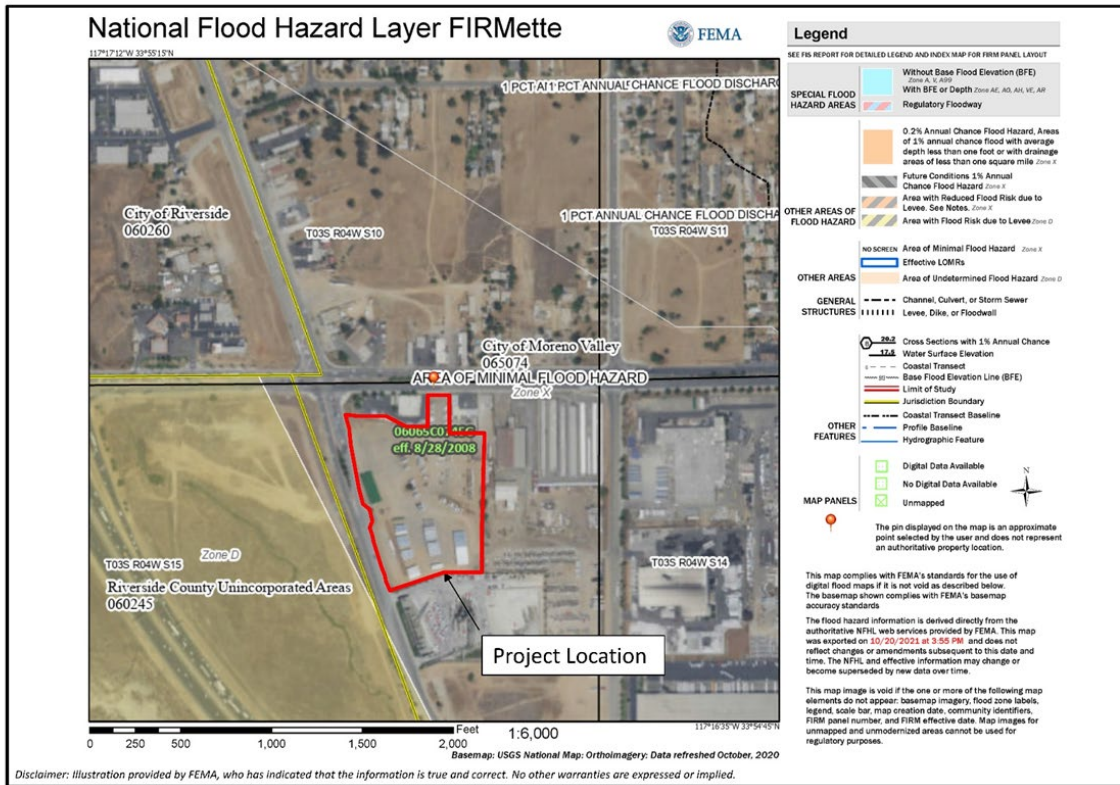 National Flood Hazard Layer FIRMette
FEMA
117°17'12"W 33°55'15"N
1 PCT ANNUAL CHANCE FLOOD DISCHARG
City of Riverside
060260
T03S R04W S10
1 PCT ANNUAL CHANCE FLOOD DISCHA
T03S R04W S11
City of Moreno Valley
065074
AREA OF MINIMAL FLOOD HAZARD
Zone X
eff. 8/28/2008
Zone D
T03S R04W S15
Riverside County Unincorporated Areas
060245
T03S R04W S14
Project Location
117°16'35"W 33°54'45"N
Feet
1:6,000
0 250 500 1,000 1,500 2,000
Basemap: USGS National Map: Orthoimagery: Data refreshed October, 2020
Disclaimer: Illustration provided by FEMA, who has indicated that the information is true and correct. No other warranties are expressed or implied.
Legend
SEE FIS REPORT FOR DETAILED LEGEND AND INDEX MAP FOR FIRM PANEL LAYOUT
SPECIAL FLOOD
HAZARD AREAS
Without Base Flood Elevation (BFE)
Zone A, V, A99
With BFE or Depth Zone AE, AO, AH, VE, AR
Regulatory Floodway
0.2% Annual Chance Flood Hazard, Areas
of 1% annual chance flood with average
depth less than one foot or with drainage
areas of less than one square mile Zone X
Future Conditions 1% Annual
Chance Flood Hazard Zone X
Area with Reduced Flood Risk due to
Levee. See Notes. Zone X
OTHER AREAS OF
FLOOD HAZARD
Area with Flood Risk due to Levee Zone D
NO SCREEN Area of Minimal Flood Hazard Zone X
Effective LOMRs
OTHER AREAS
Area of Undetermined Flood Hazard Zone D
GENERAL
STRUCTURES
Channel, Culvert, or Storm Sewer
Levee, Dike, or Floodwall
B 20.2 Cross Sections with 1% Annual Chance
17.5 Water Surface Elevation
Coastal Transect
Base Flood Elevation Line (BFE)
Limit of Study
Jurisdiction Boundary
Coastal Transect Baseline
OTHER
FEATURES
Profile Baseline
Hydrographic Feature
Digital Data Available
No Digital Data Available
MAP PANELS
Unmapped
N
The pin displayed on the map is an approximate
point selected by the user and does not represent
an authoritative property location.
This map complies with FEMA's standards for the use of
digital flood maps if it is not void as described below.
The basemap shown complies with FEMA's basemap
accuracy standards
The flood hazard information is derived directly from the
authoritative NFHL web services provided by FEMA. This map
was exported on 10/20/2021 at 3:55 PM and does not
reflect changes or amendments subsequent to this date and
time. The NFHL and effective information may change or
become superseded by new data over time.
This map image is void if the one or more of the following map
elements do not appear: basemap imagery, flood zone labels,
legend, scale bar, map creation date, community identifiers,
FIRM panel number, and FIRM effective date. Map images for
unmapped and unmodernized areas cannot be used for
regulatory purposes.